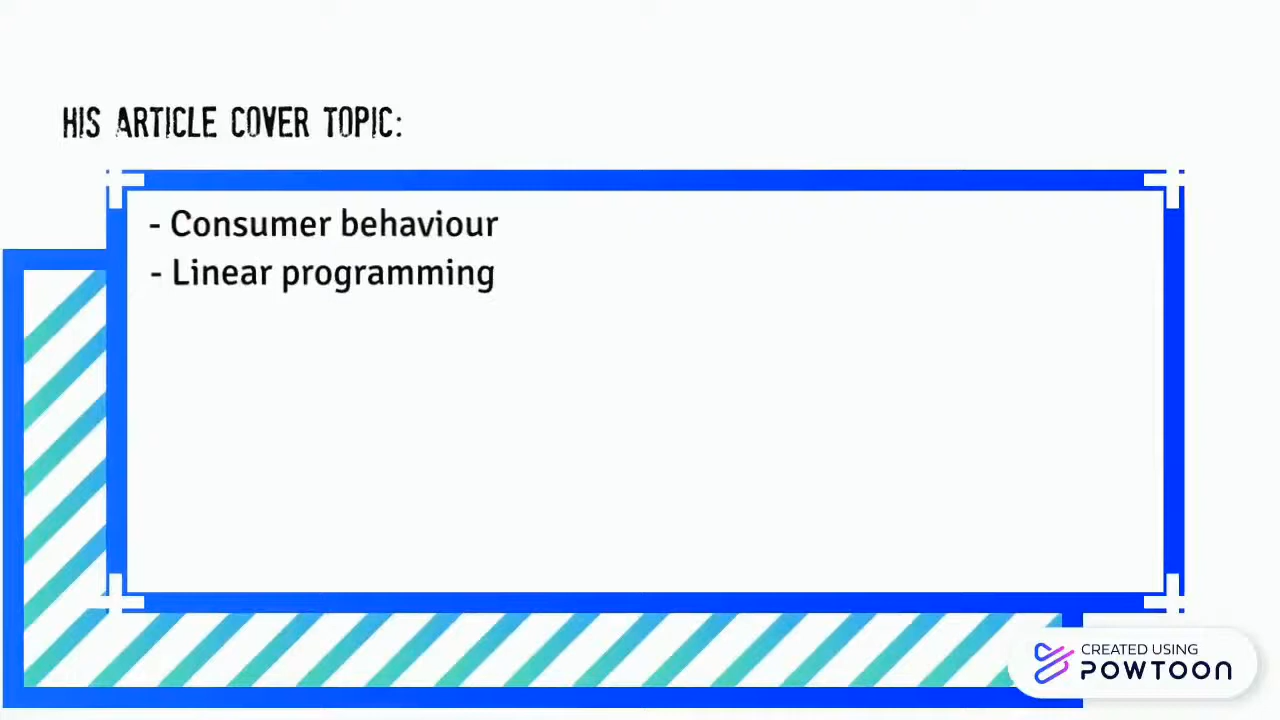 HIS ARTICLE COVER TOPIC:
- Consumer behaviour
- Linear programming
CREATED USING
POWTOON